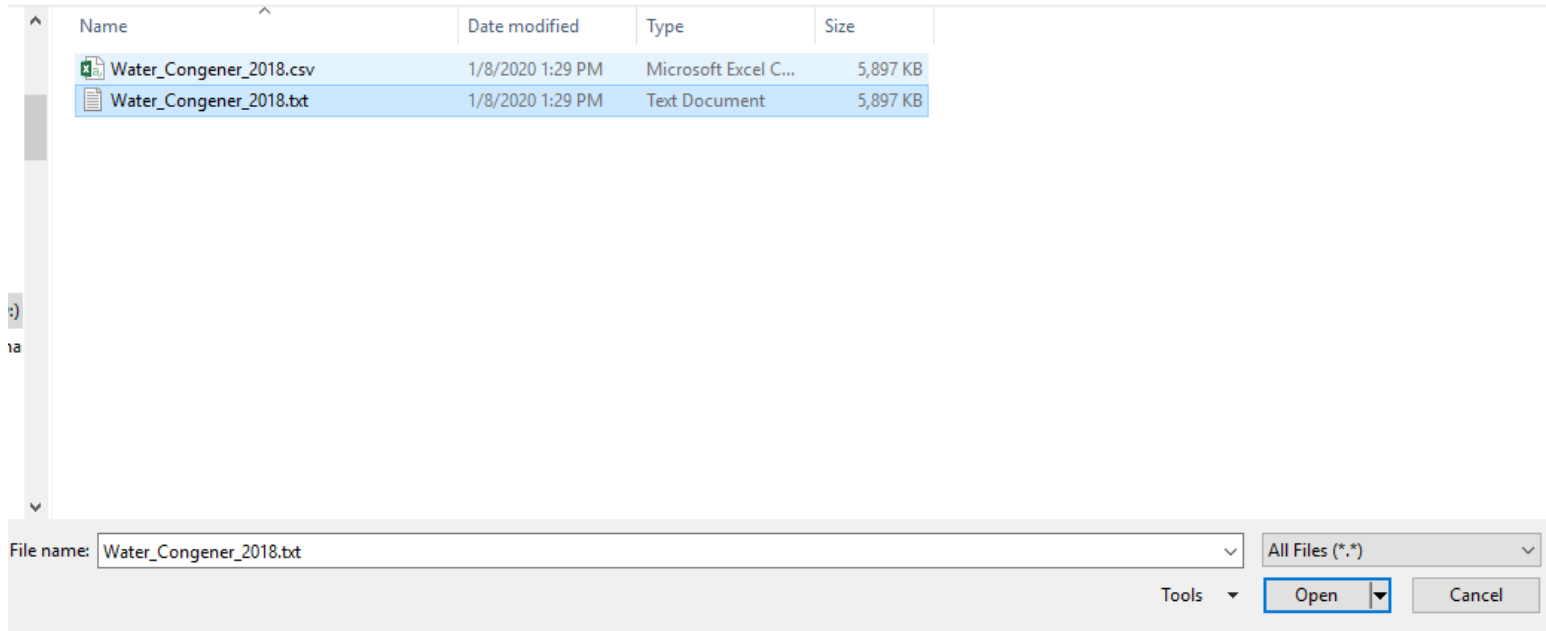 Name Date modified Type Size
Water_Congener_2018.csv 1/8/2020 1:29 PM Microsoft Excel C... 5,897 KB
Water_Congener_2018.txt 1/8/2020 1:29 PM Text Document 5,897 KB
:)
na
File name: Water_Congener_2018.txt All Files (*.*)
Tools Open Cancel